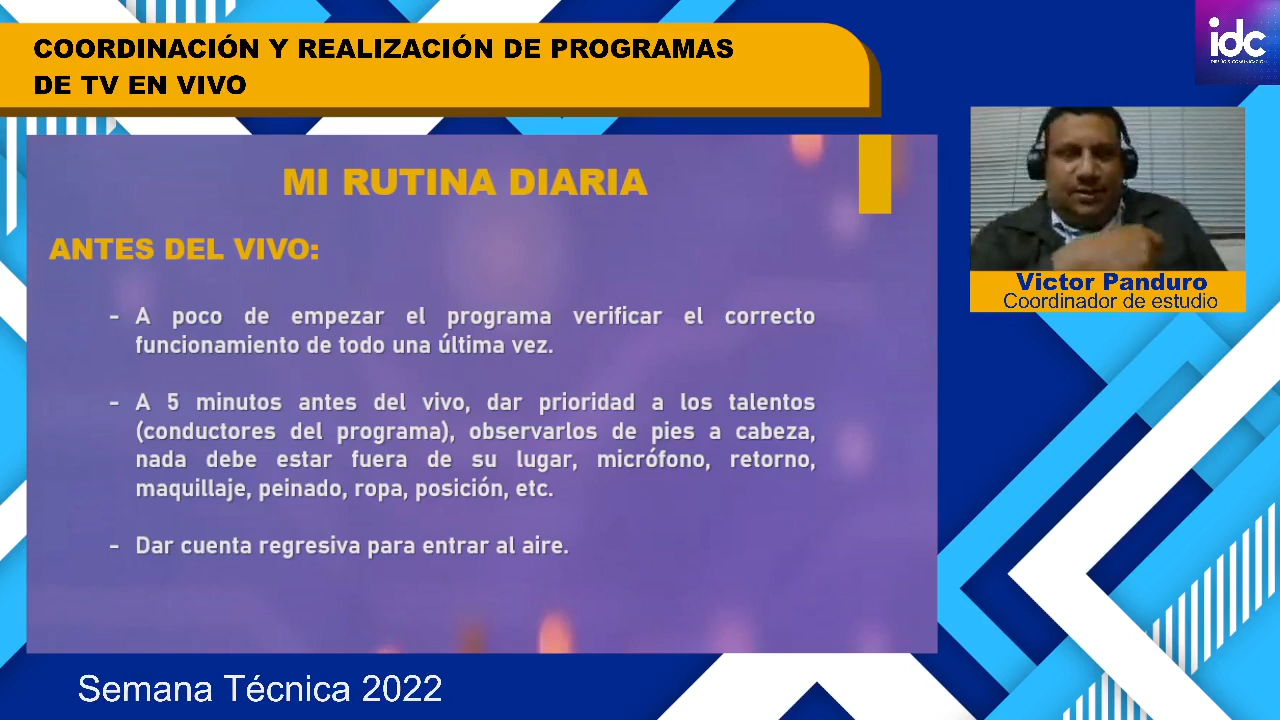 COORDINACIÓN Y REALIZACIÓN DE PROGRAMAS
DE TV EN VIVO
idc
MI RUTINA DIARIA
ANTES DEL VIVO:
- A poco de empezar el programa verificar el correcto
funcionamiento de todo una última vez.
- A 5 minutos antes del vivo, dar prioridad a los talentos
(conductores del programa), observarlos de pies a cabeza,
nada debe estar fuera de su lugar, micrófono, retorno,
maquillaje, peinado, ropa, posición, etc.
- Dar cuenta regresiva para entrar al aire.
Victor Panduro
Coordinador de estudio
Semana Técnica 2022